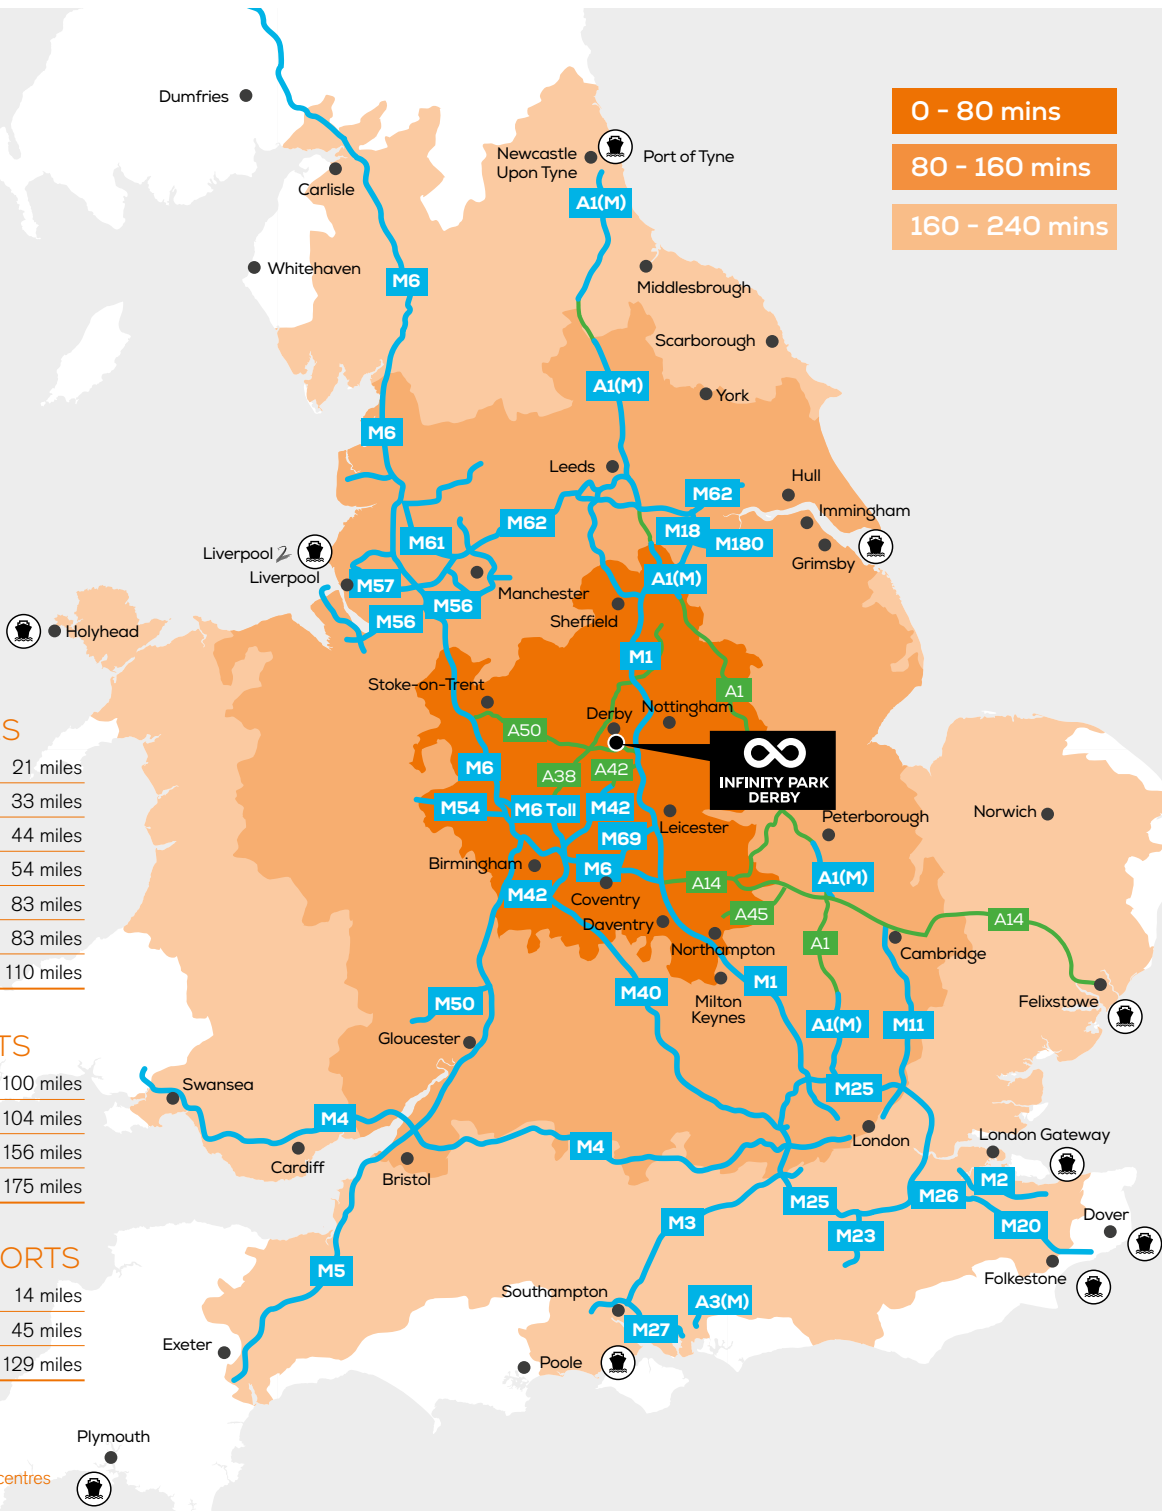 Dumfries
0 - 80 mins
80 - 160 mins
160 - 240 mins
Newcastle
Upon Tyne
Port of Tyne
Carlisle
A1(M)
Whitehaven
M6
Middlesbrough
Scarborough
A1(M)
York
M6
Leeds
Hull
M62
Immingham
M62
M18
M180
M61
Grimsby
Liverpool 2
Liverpool
M57
A1(M)
Manchester
M56
M56
Sheffield
Holyhead
M1
Stoke-on-Trent
A1
Nottingham
Derby
A50
S
21 miles
33 miles
44 miles
54 miles
83 miles
83 miles
110 miles
M6
A38
A42
INFINITY PARK
DERBY
M54
M6 Toll
M42
Norwich
Peterborough
Leicester
M69
Birmingham
M6
A1(M)
A14
M42
Coventry
A45
Daventry
A14
A1
Northampton
Cambridge
M1
M40
M50
Milton
Keynes
Felixstowe
A1(M)
M11
Gloucester
TS
100 miles
104 miles
156 miles
175 miles
Swansea
M25
M4
M4
London
London Gateway
Cardiff
Bristol
M2
M25
M26
Dover
M3
M20
M23
ORTS
14 miles
45 miles
129 miles
M5
Folkestone
Southampton
A3(M)
M27
Exeter
Poole
Plymouth
centres